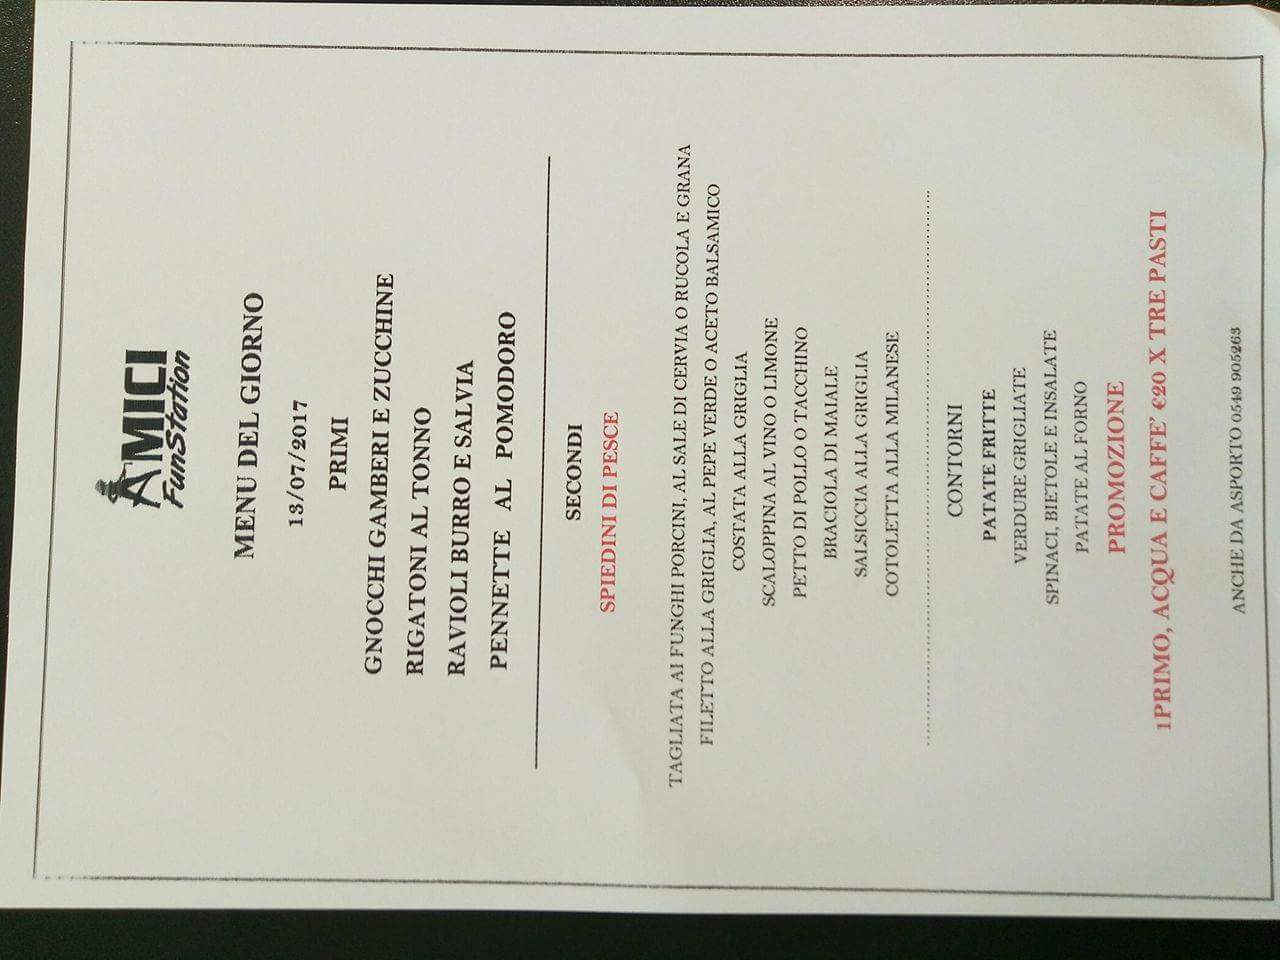 AMICI
FunStation
MENU DEL GIORNO
13/07/2017
PRIMI
GNOCCHI GAMBERI E ZUCCHINE
RIGATONI AL TONNO
RAVIOLI BURRO E SALVIA
PENNETTE AL POMODORO
SECONDI
SPIEDINI DI PESCE
TAGLIATA AI FUNGHI PORCINI, AL SALE DI CERVIA O RUCOLA E GRANA
FILETTO ALLA GRIGLIA, AL PEPE VERDE O ACETO BALSAMICO
COSTATA ALLA GRIGLIA
SCALOPPINA AL VINO O LIMONE
PETTO DI POLLO O TACCHINO
BRACIOLA DI MAIALE
SALSICCIA ALLA GRIGLIA
COTOLETTA ALLA MILANESE
CONTORNI
PATATE FRITTE
VERDURE GRIGLIATE
SPINACI, BIETOLE E INSALATE
PATATE AL FORNO
PROMOZIONE
1PRIMO, ACQUA E CAFFE' €20 X TRE PASTI
ANCHE DA ASPORTO 0549 905263